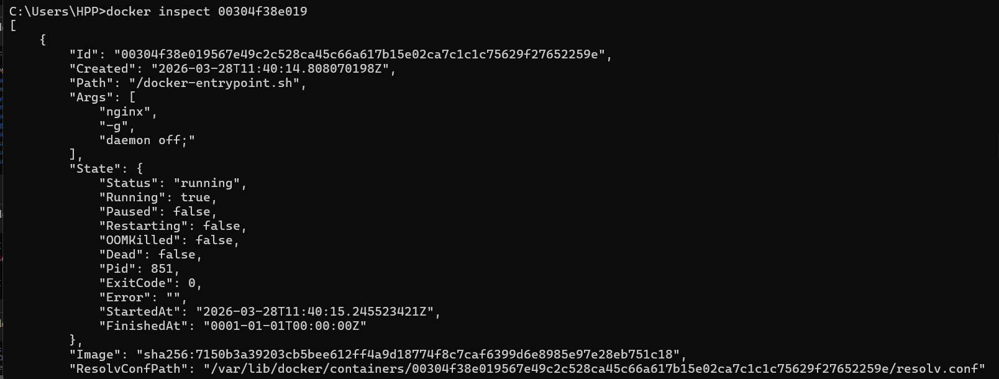 C:\Users\HPP>docker inspect 00304f38e019
[
    {
        "Id": "00304f38e019567e49c2c528ca45c66a617b15e02ca7c1c1c75629f27652259e",
        "Created": "2026-03-28T11:40:14.808070198Z",
        "Path": "/docker-entrypoint.sh",
        "Args": [
            "nginx",
            "-g",
            "daemon off;"
        ],
        "State": {
            "Status": "running",
            "Running": true,
            "Paused": false,
            "Restarting": false,
            "OOMKilled": false,
            "Dead": false,
            "Pid": 851,
            "ExitCode": 0,
            "Error": "",
            "StartedAt": "2026-03-28T11:40:15.245523421Z",
            "FinishedAt": "0001-01-01T00:00:00Z"
        },
        "Image": "sha256:7150b3a39203cb5bee612ff4a9d18774f8c7caf6399d6e8985e97e28eb751c18",
        "ResolvConfPath": "/var/lib/docker/containers/00304f38e019567e49c2c528ca45c66a617b15e02ca7c1c1c75629f27652259e/resolv.conf"